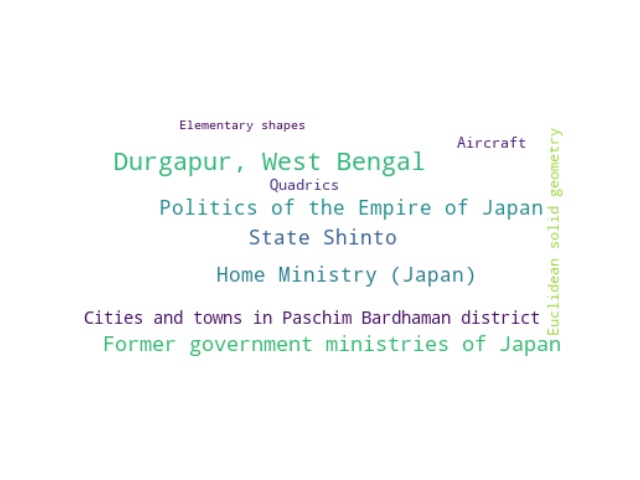 Elementary shapes
Aircraft
Durgapur, West Bengal
Quadrics
Politics of the Empire of Japan
State Shinto
Home Ministry (Japan)
Cities and towns in Paschim Bardhaman district
Former government ministries of Japan
Euclidean solid geometry